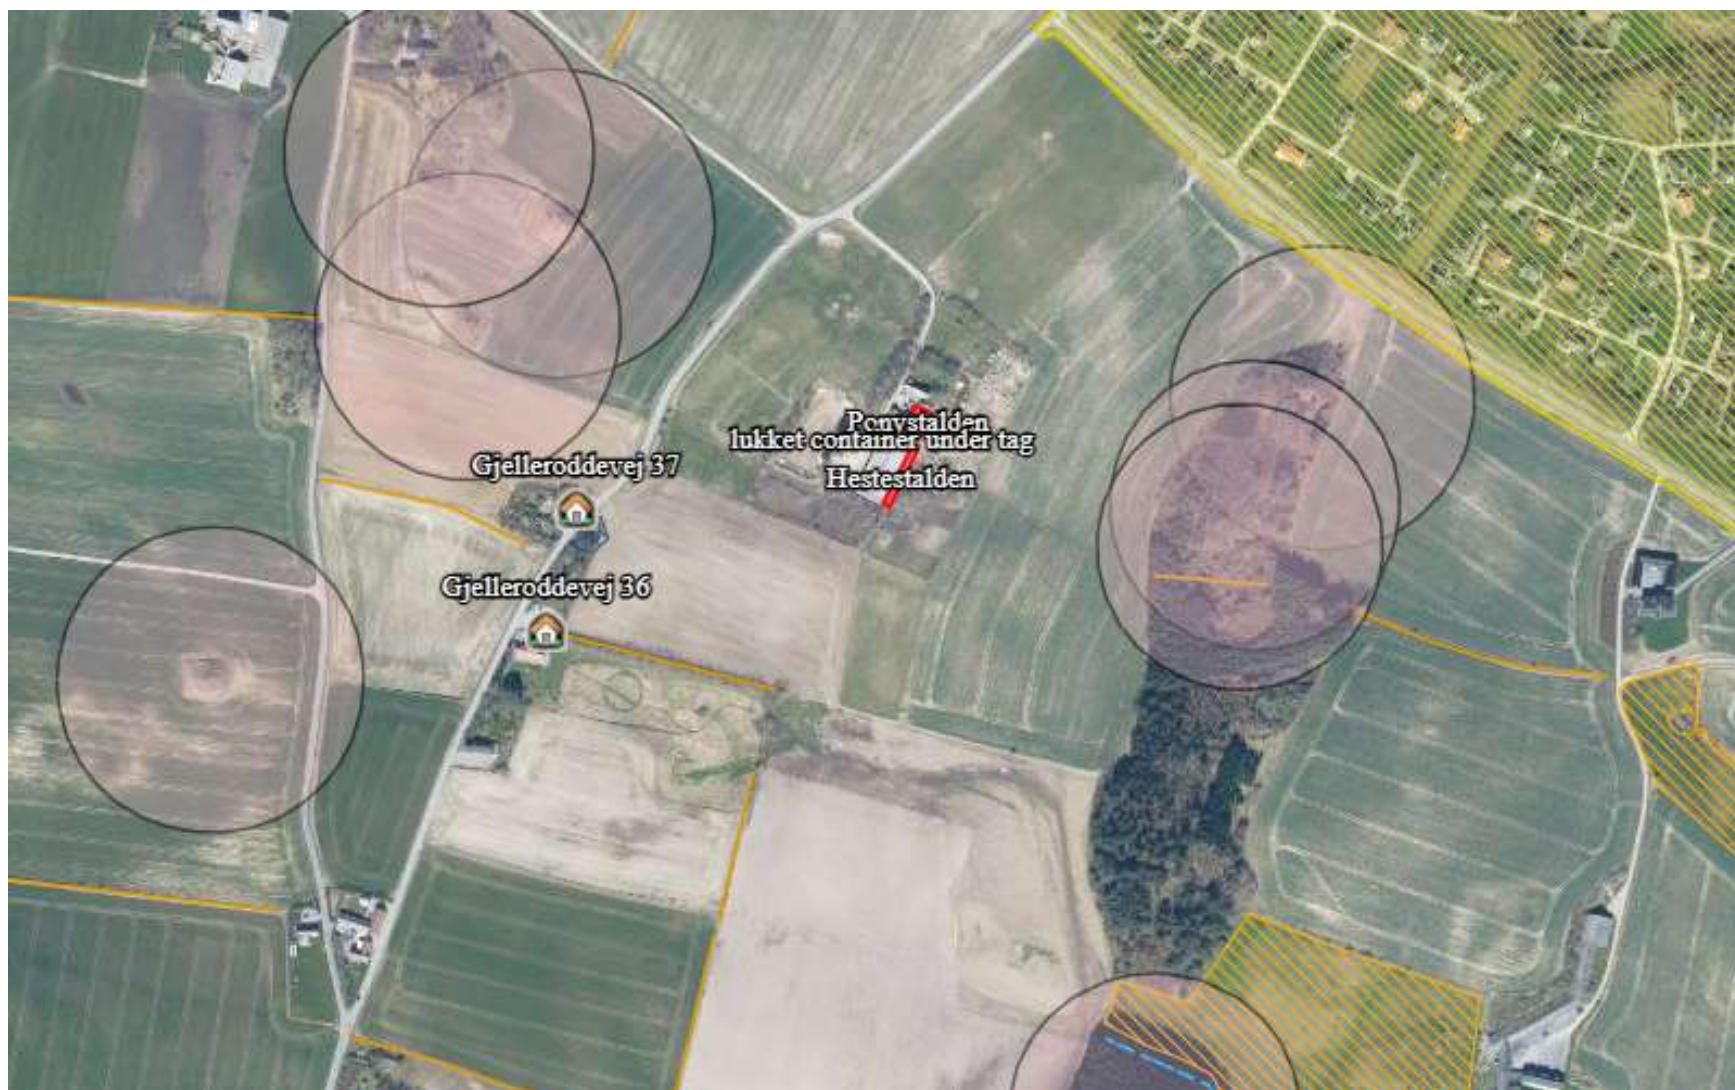 Ponystalden
lukket container under tag
Gjelleroddevej 37
Hestestalden
Gjelleroddevej 36